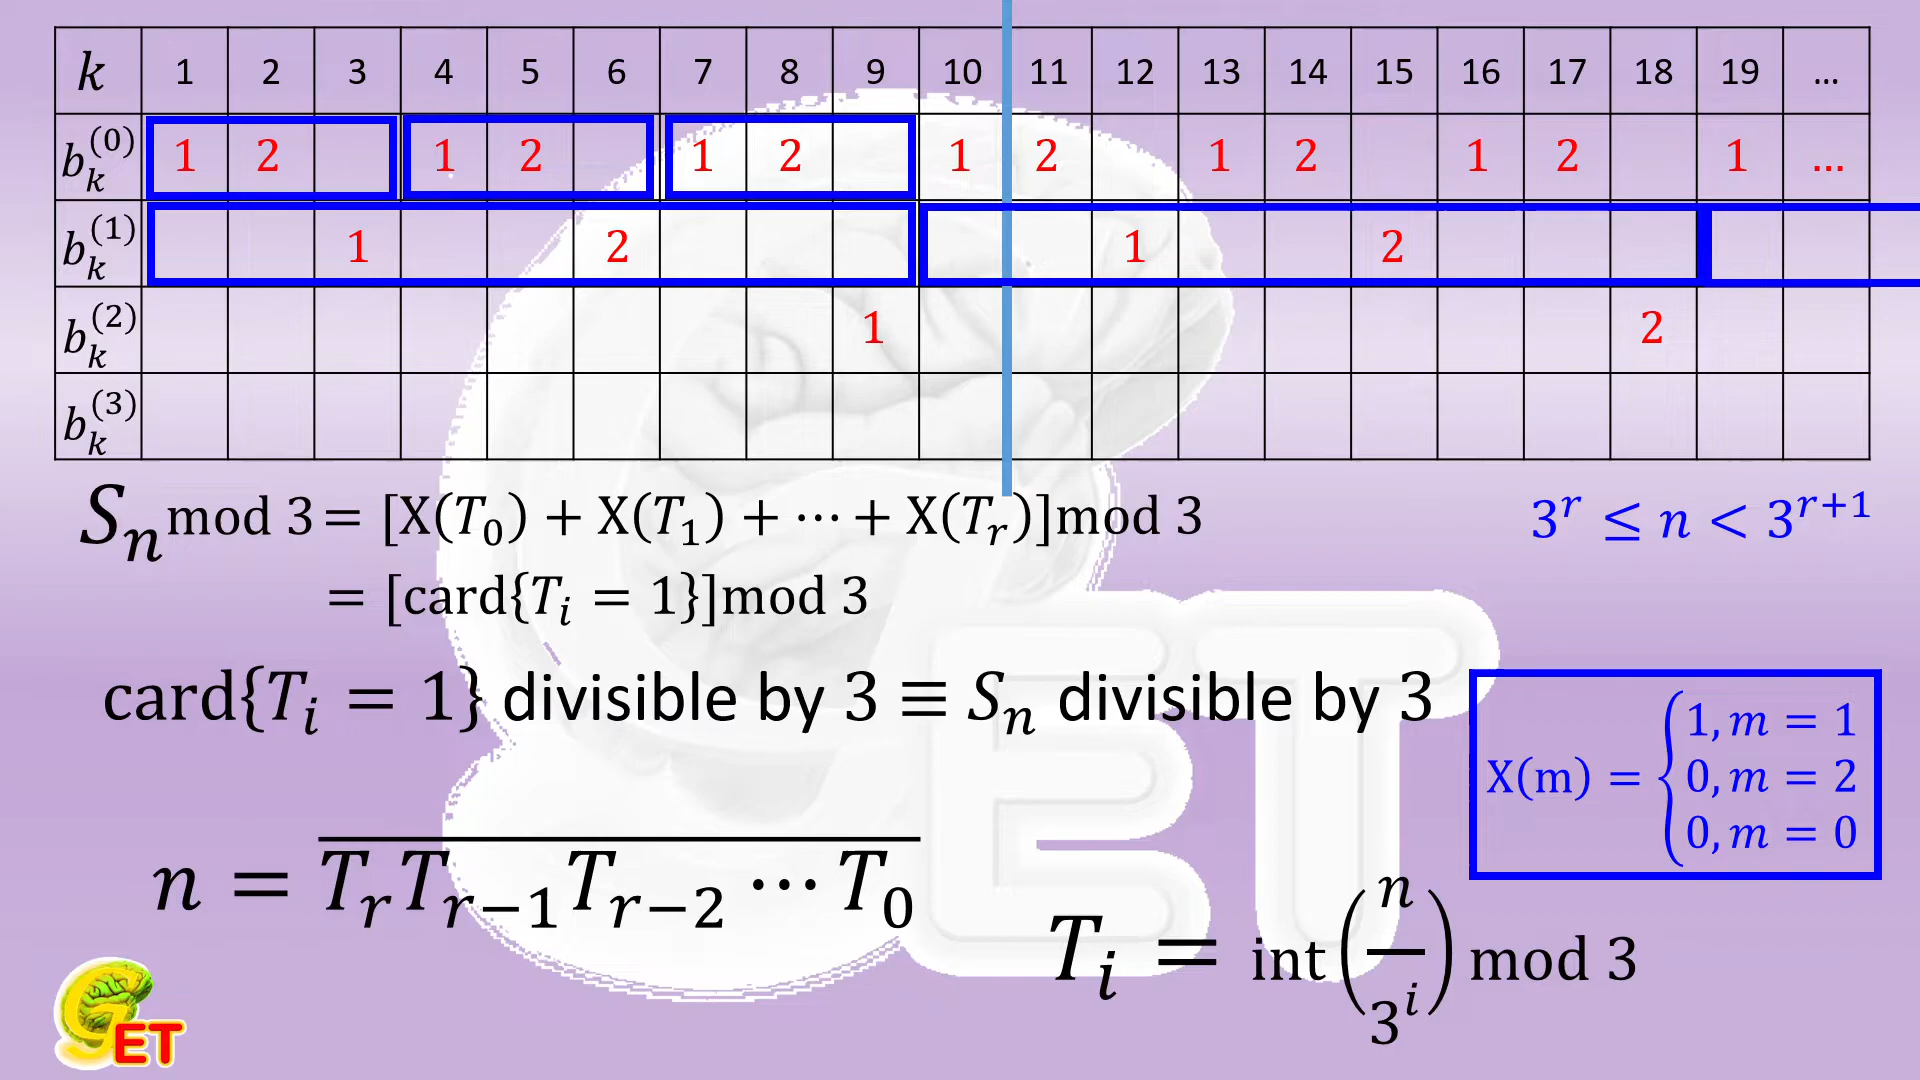 k 1 2 3 4 5 6 7 8 9 10 11 12 13 14 15 16 17 18 19 ...
b_k^(0) 1 2 1 2 1 2 1 2 1 2 1 2 1 ...
b_k^(1) 1 2 1 2
b_k^(2) 1 2
b_k^(3)
S_n mod 3 = [X(T_0) + X(T_1) + ⋯ + X(T_r)]mod 3 3^r ≤ n < 3^{r+1}
= [card{T_i = 1}]mod 3
card{T_i = 1} divisible by 3 ≡ S_n divisible by 3
X(m) = { 1, m = 1
0, m = 2
0, m = 0
n = \overline{T_r T_{r−1} T_{r−2} ⋯ T_0}
T_i = int(n/3^i) mod 3
GET
ET